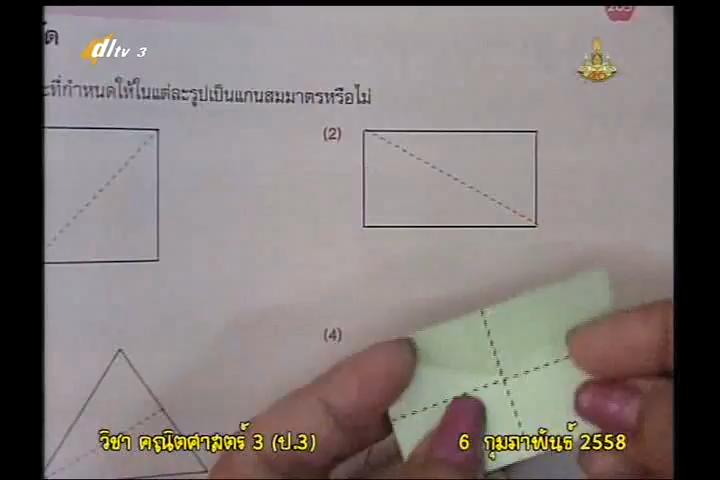 203
ัด
dltv 3
ะที่กำหนดให้ในแต่ละรูปเป็นแกนสมมาตรหรือไม่
(2)
(4)
วิชา คณิตศาสตร์ 3 (ป.3)
6 กุมภาพันธ์ 2558